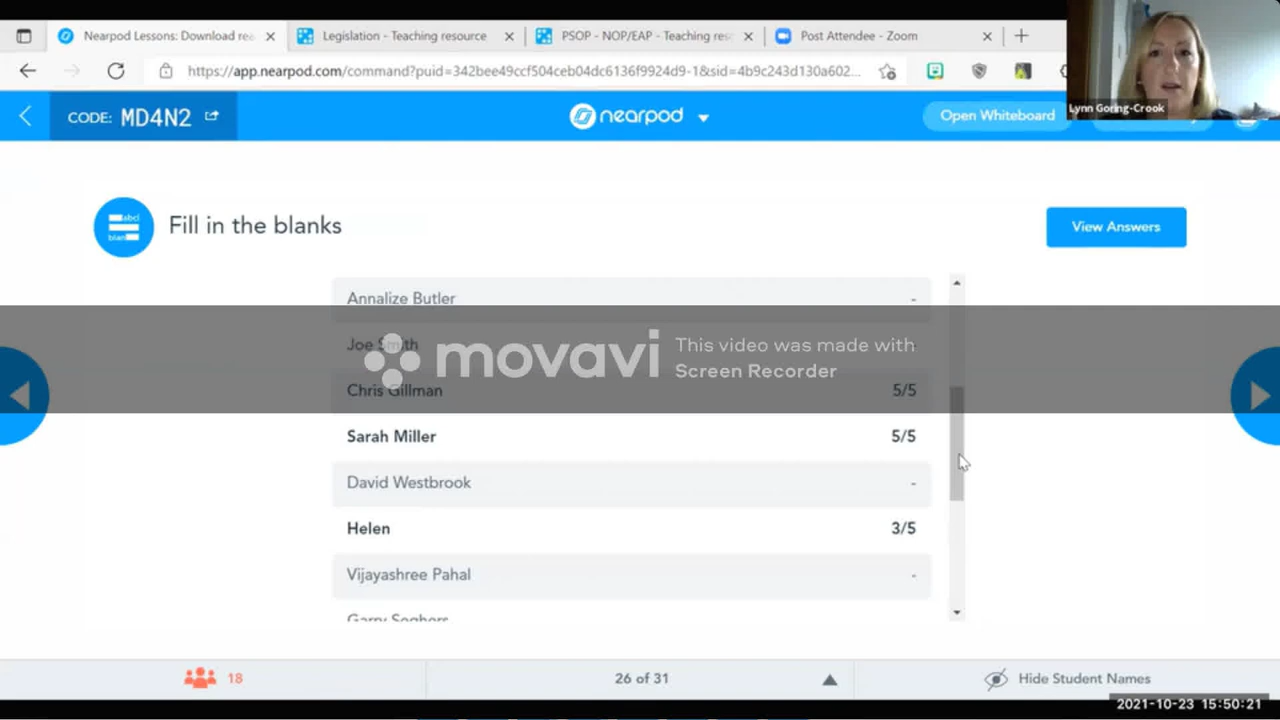 Nearpod Lessons: Download rea
Legislation - Teaching resource
PSOP - NOP/EAP - Teaching res
Post Attendee - Zoom
https://app.nearpod.com/command?puid=342bee49ccf504ceb04dc6136f9924d9-1&sid=4b9c243d130a602...
Lynn Goring-Crook
CODE: MD4N2
nearpod
Open Whiteboard
abcl
blan
Fill in the blanks
View Answers
Annalize Butler -
Joe Smith
movavi
This video was made with
Screen Recorder
Chris Gillman 5/5
Sarah Miller 5/5
David Westbrook -
Helen 3/5
Vijayashree Pahal -
Garry Seghers
18
26 of 31
Hide Student Names
2021-10-23 15:50:21